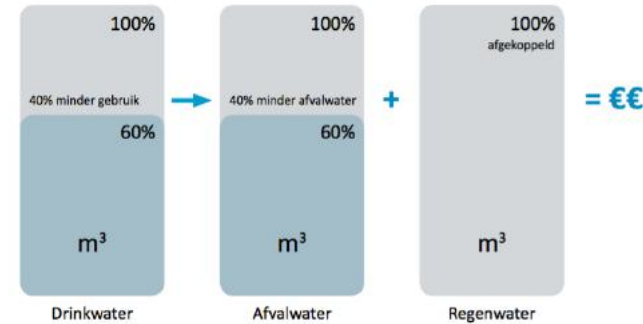 100%
40% minder gebruik
60%
m³
Drinkwater
100%
40% minder afvalwater
60%
m³
Afvalwater
+
100%
afgekoppeld
m³
Regenwater
= €€